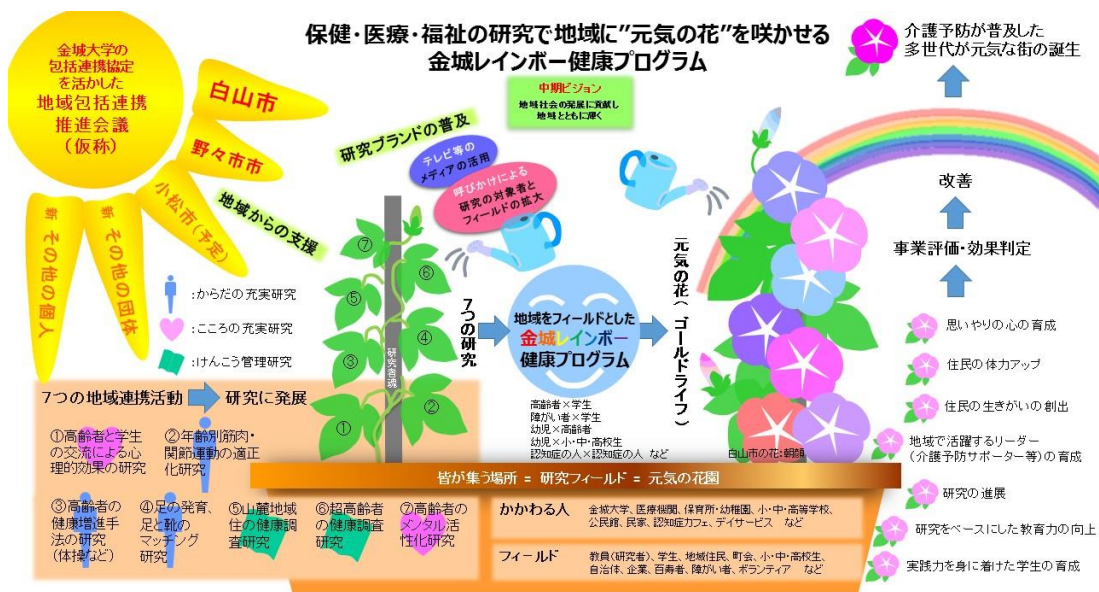 保健・医療・福祉の研究で地域に"元気の花"を咲かせる
金城レインボー健康プログラム
中期ビジョン
地域社会の発展に貢献し
地域とともに輝く
金城大学の
包括連携協定
を活かした
地域包括連携
推進会議
(仮称)
白山市
野々市市
小松市(予定)
新 その他の団体
新 その他の個人
地域からの支援
研究ブランドの普及
テレビ等の
メディアの活用
呼びかけによる
研究の対象者と
フィールドの拡大
:からだの充実研究
:こころの充実研究
:けんこう管理研究
7つの地域連携活動
研究に発展
①高齢者と学生
の交流による心
理的効果の研究
②年齢別筋肉・
関節運動の適正
化研究
③高齢者の
健康増進手
法の研究
(体操など)
④足の発育、
足と靴の
マッチング
研究
⑤山麓地域
住の健康調
査研究
⑥超高齢者
の健康調査
研究
⑦高齢者の
メンタル活
性化研究
⑦
⑥
⑤
④
③
②
①
研究者魂
7つの研究
地域をフィールドとした
金城レインボー
健康プログラム
高齢者×学生
障がい者×学生
幼児×高齢者
幼児×小・中・高校生
認知症の人×認知症の人 など
元気の花(ゴールドライフ)
白山市の花:朝顔
皆が集う場所 = 研究フィールド = 元気の花園
かかわる人
金城大学、医療機関、保育所・幼稚園、小・中・高等学校、
公民館、民家、認知症カフェ、デイサービス など
フィールド
教員(研究者)、学生、地域住民、町会、小・中・高校生、
自治体、企業、百寿者、障がい者、ボランティア など
介護予防が普及した
多世代が元気な街の誕生
改善
事業評価・効果判定
思いやりの心の育成
住民の体力アップ
住民の生きがいの創出
地域で活躍するリーダー
(介護予防サポーター等)の育成
研究の進展
研究をベースにした教育力の向上
実践力を身に着けた学生の育成